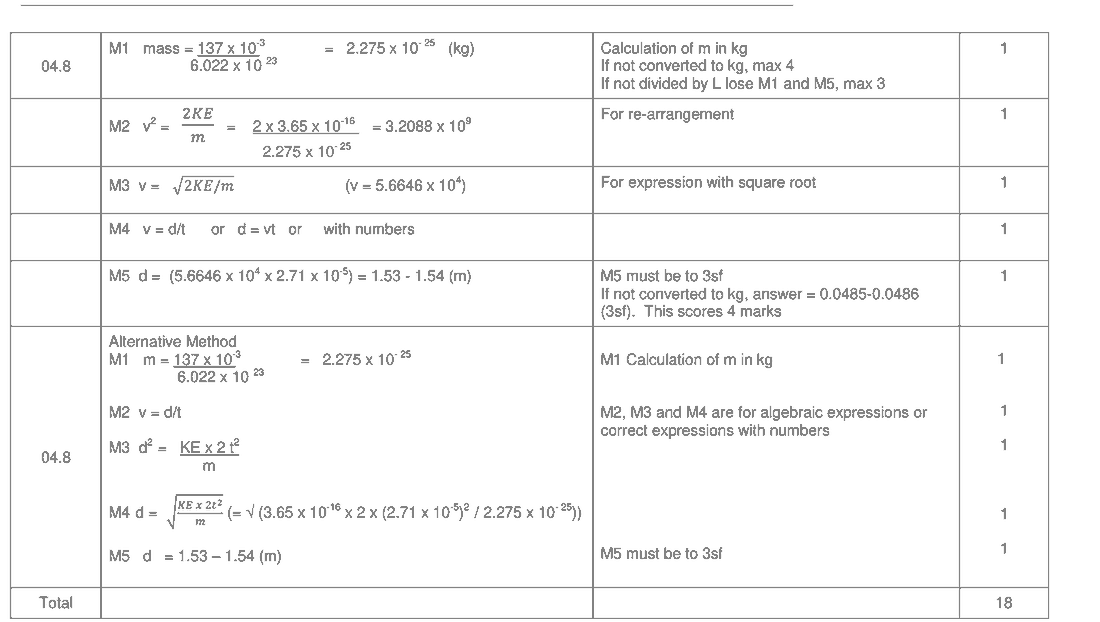 04.8
M1 mass = 137 x 10⁻³ = 2.275 x 10⁻²⁵ (kg)
6.022 x 10²³
Calculation of m in kg
If not converted to kg, max 4
If not divided by L lose M1 and M5, max 3
1
M2 v² = 2KE = 2 x 3.65 x 10⁻¹⁶ = 3.2088 x 10⁹
m 2.275 x 10⁻²⁵
For re-arrangement
1
M3 v = √2KE/m (v = 5.6646 x 10⁴)
For expression with square root
1
M4 v = d/t or d = vt or with numbers
1
M5 d = (5.6646 x 10⁴ x 2.71 x 10⁻⁵) = 1.53 - 1.54 (m)
M5 must be to 3sf
If not converted to kg, answer = 0.0485-0.0486
(3sf). This scores 4 marks
1
04.8
Alternative Method
M1 m = 137 x 10⁻³ = 2.275 x 10⁻²⁵
6.022 x 10²³
M1 Calculation of m in kg
1
M2 v = d/t
M2, M3 and M4 are for algebraic expressions or
correct expressions with numbers
1
M3 d² = KE x 2 t²
m
1
M4 d = √KE x 2t² (= √ (3.65 x 10⁻¹⁶ x 2 x (2.71 x 10⁻⁵)² / 2.275 x 10⁻²⁵))
m
1
M5 d = 1.53 – 1.54 (m)
M5 must be to 3sf
1
Total
18